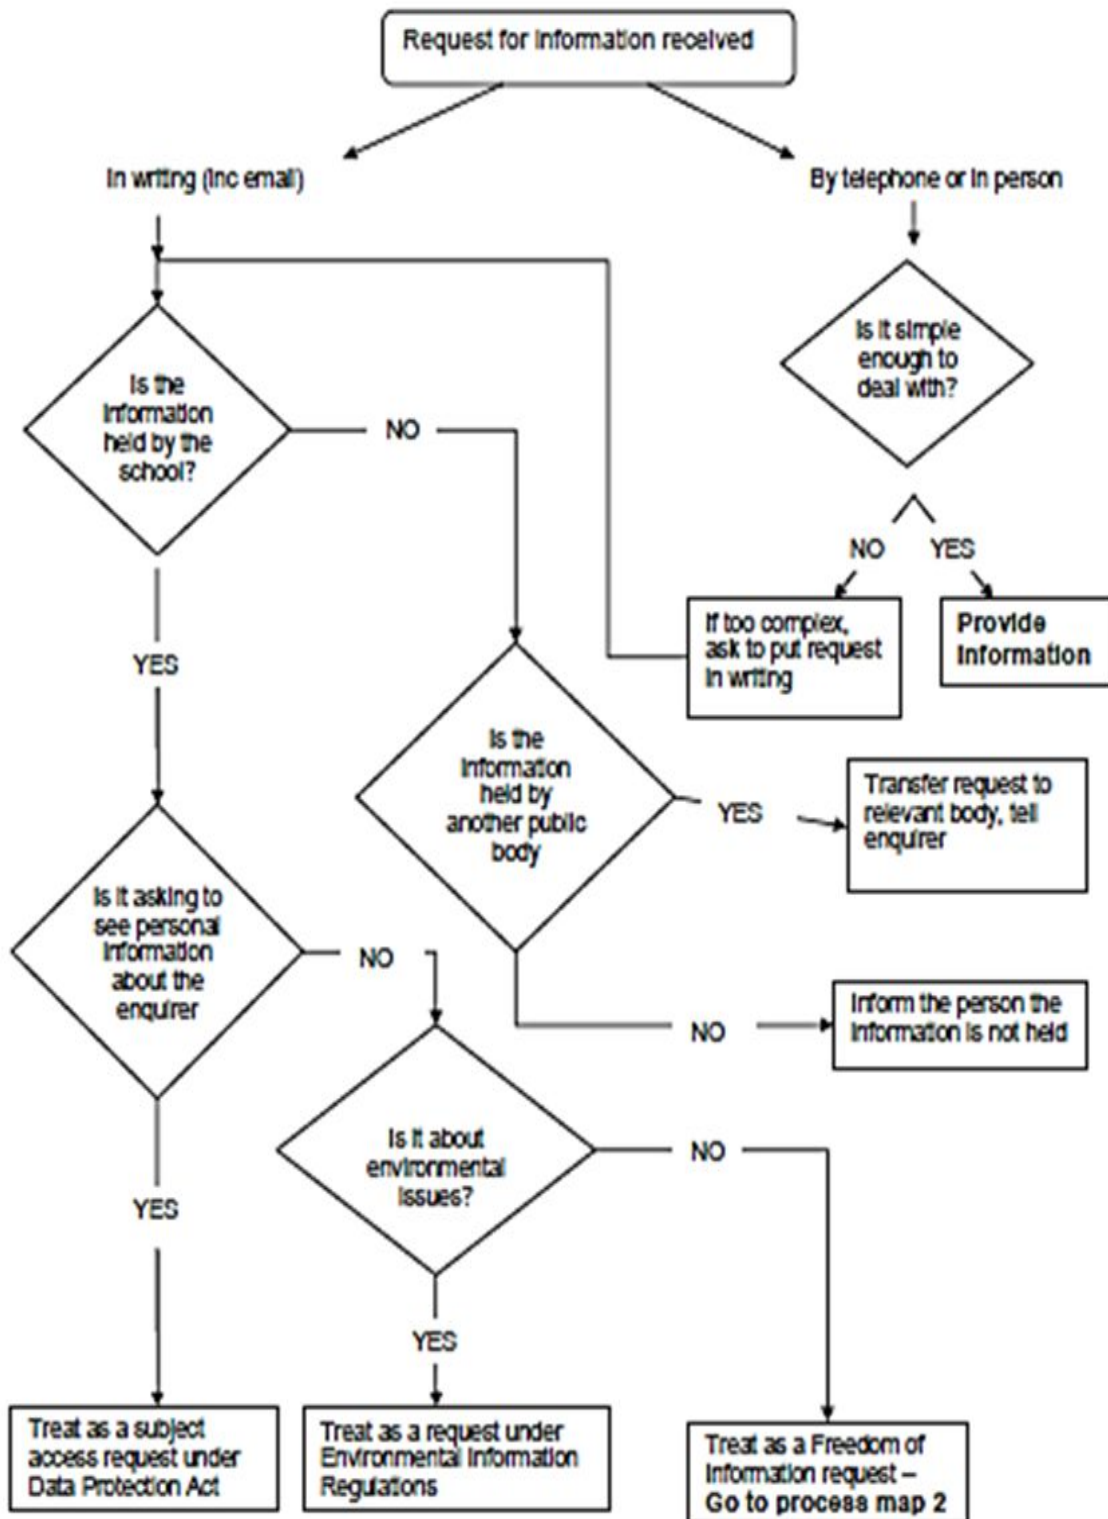 Request for Information received
In writing (inc email)
By telephone or in person
Is it simple
enough to
deal with?
Is the
information
held by the
school?
NO
NO
YES
If too complex,
ask to put request
in writing
Provide
Information
YES
Is the
information
held by
another public
body
YES
Transfer request to
relevant body, tell
enquirer
Is it asking to
see personal
information
about the
enquirer
NO
Inform the person the
information is not held
NO
Is it about
environmental
issues?
NO
YES
YES
Treat as a subject
access request under
Data Protection Act
Treat as a request under
Environmental Information
Regulations
Treat as a Freedom of
Information request –
Go to process map 2